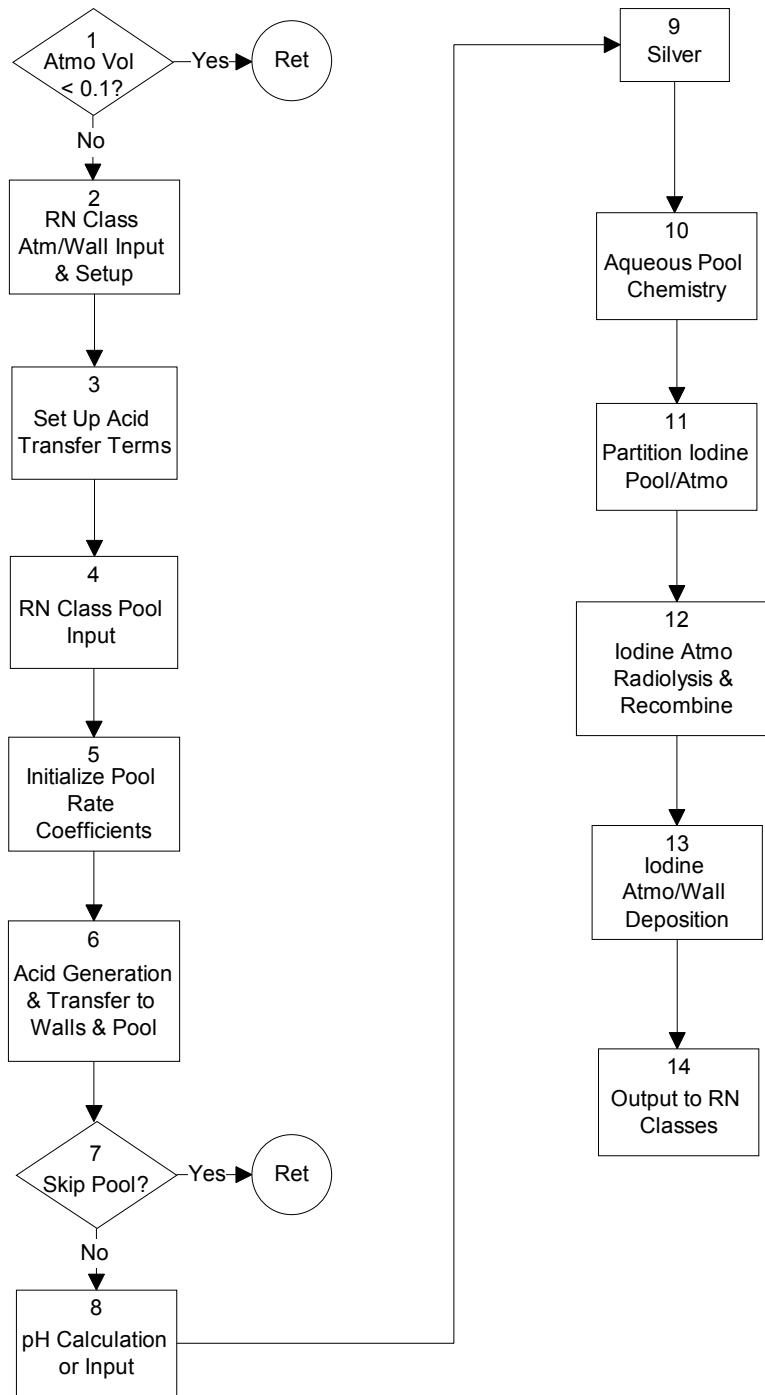 1
Atmo Vol
< 0.1?
Yes
Ret
No
2
RN Class
Atm/Wall Input
& Setup
3
Set Up Acid
Transfer Terms
4
RN Class Pool
Input
5
Initialize Pool
Rate
Coefficients
6
Acid Generation
& Transfer to
Walls & Pool
7
Skip Pool?
Yes
Ret
No
8
pH Calculation
or Input
9
Silver
10
Aqueous Pool
Chemistry
11
Partition Iodine
Pool/Atmo
12
Iodine Atmo
Radiolysis &
Recombine
13
Iodine
Atmo/Wall
Deposition
14
Output to RN
Classes